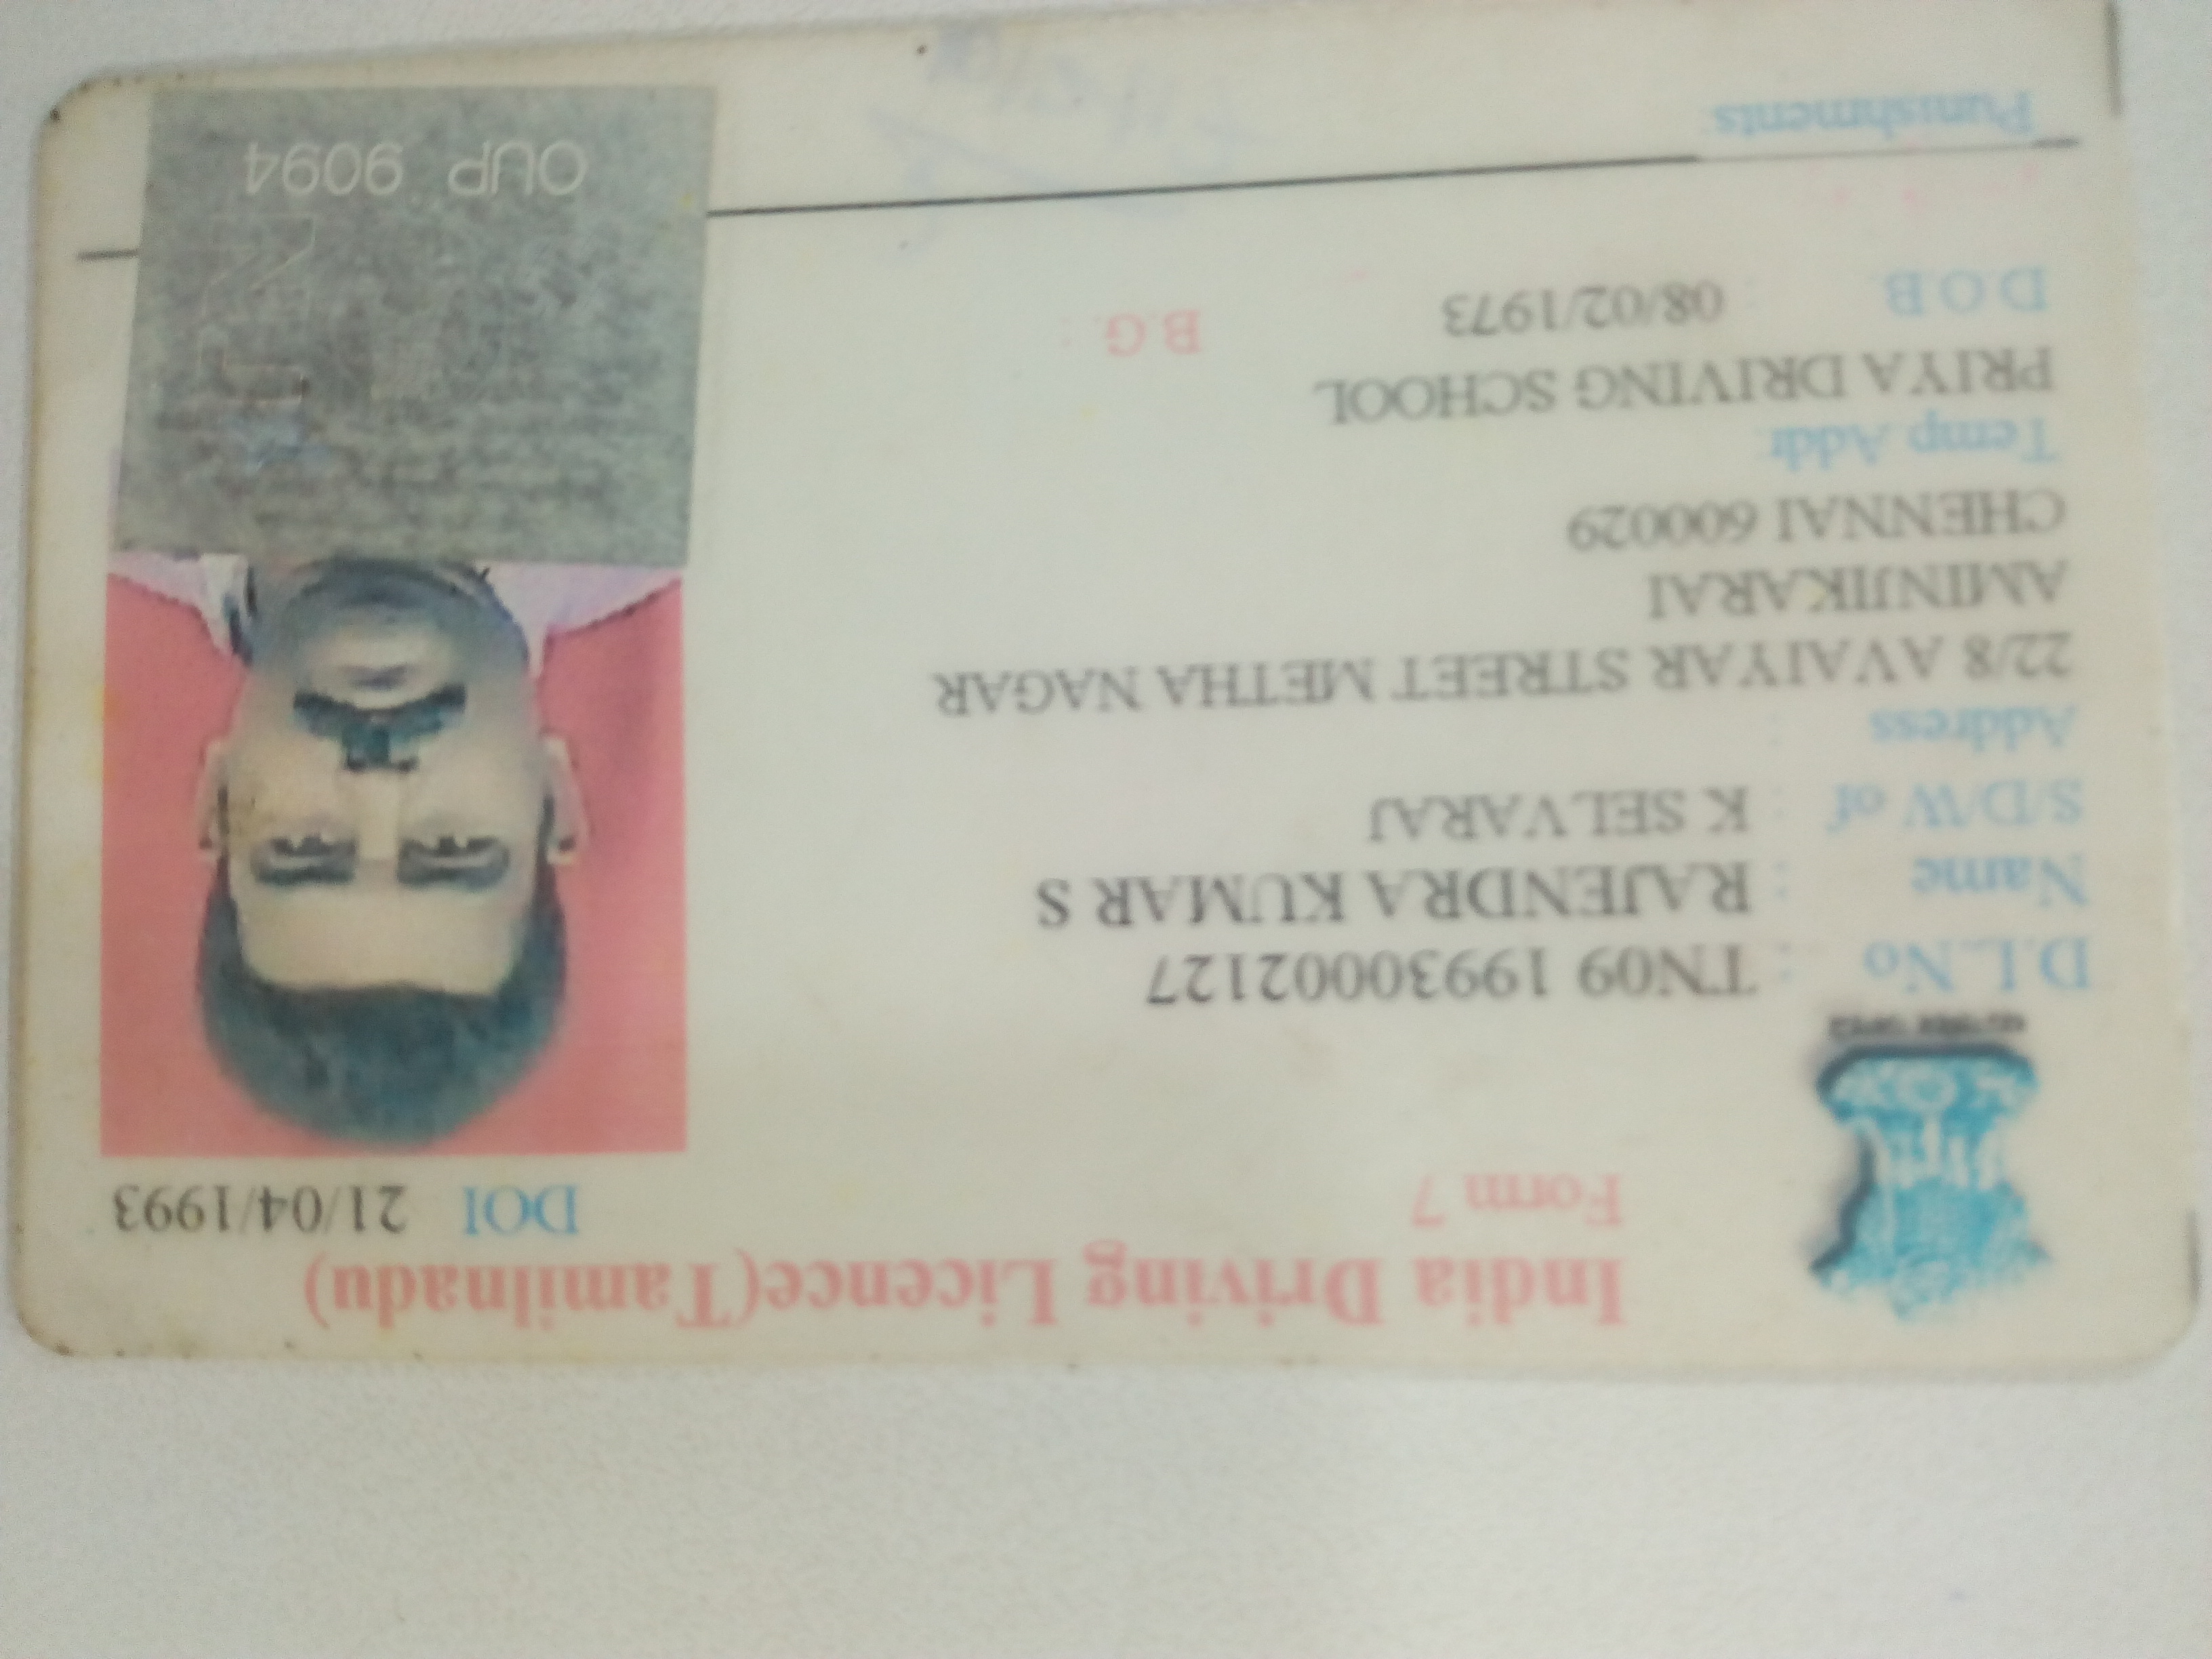 India Driving Licence(Tamilnadu)
Form 7
DOI 21/04/1993
D.L.No : TN09 19930002127
Name : RAJENDRA KUMAR S
S/D/W of : K SELVARAJ
Address :
22/8 AVAIYAR STREET METHA NAGAR
AMINJIKARAI
CHENNAI 600029
Temp.Addr.
PRIYA DRIVING SCHOOL
D.O.B : 08/02/1973 B.G. :
OUP 9094
Punishments